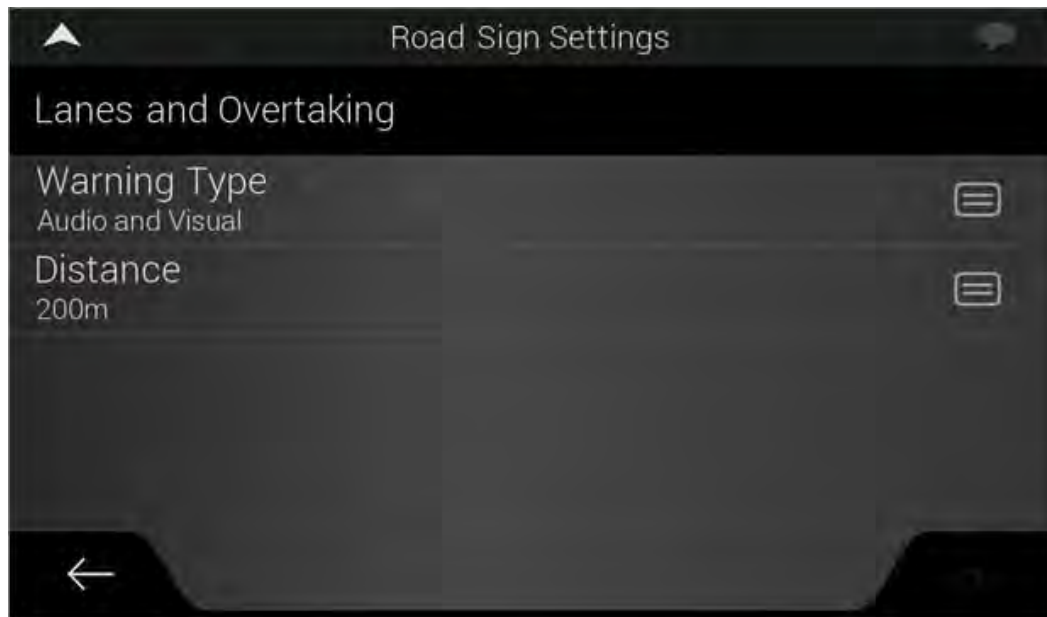 Road Sign Settings
Lanes and Overtaking
Warning Type
Audio and Visual
Distance
200m